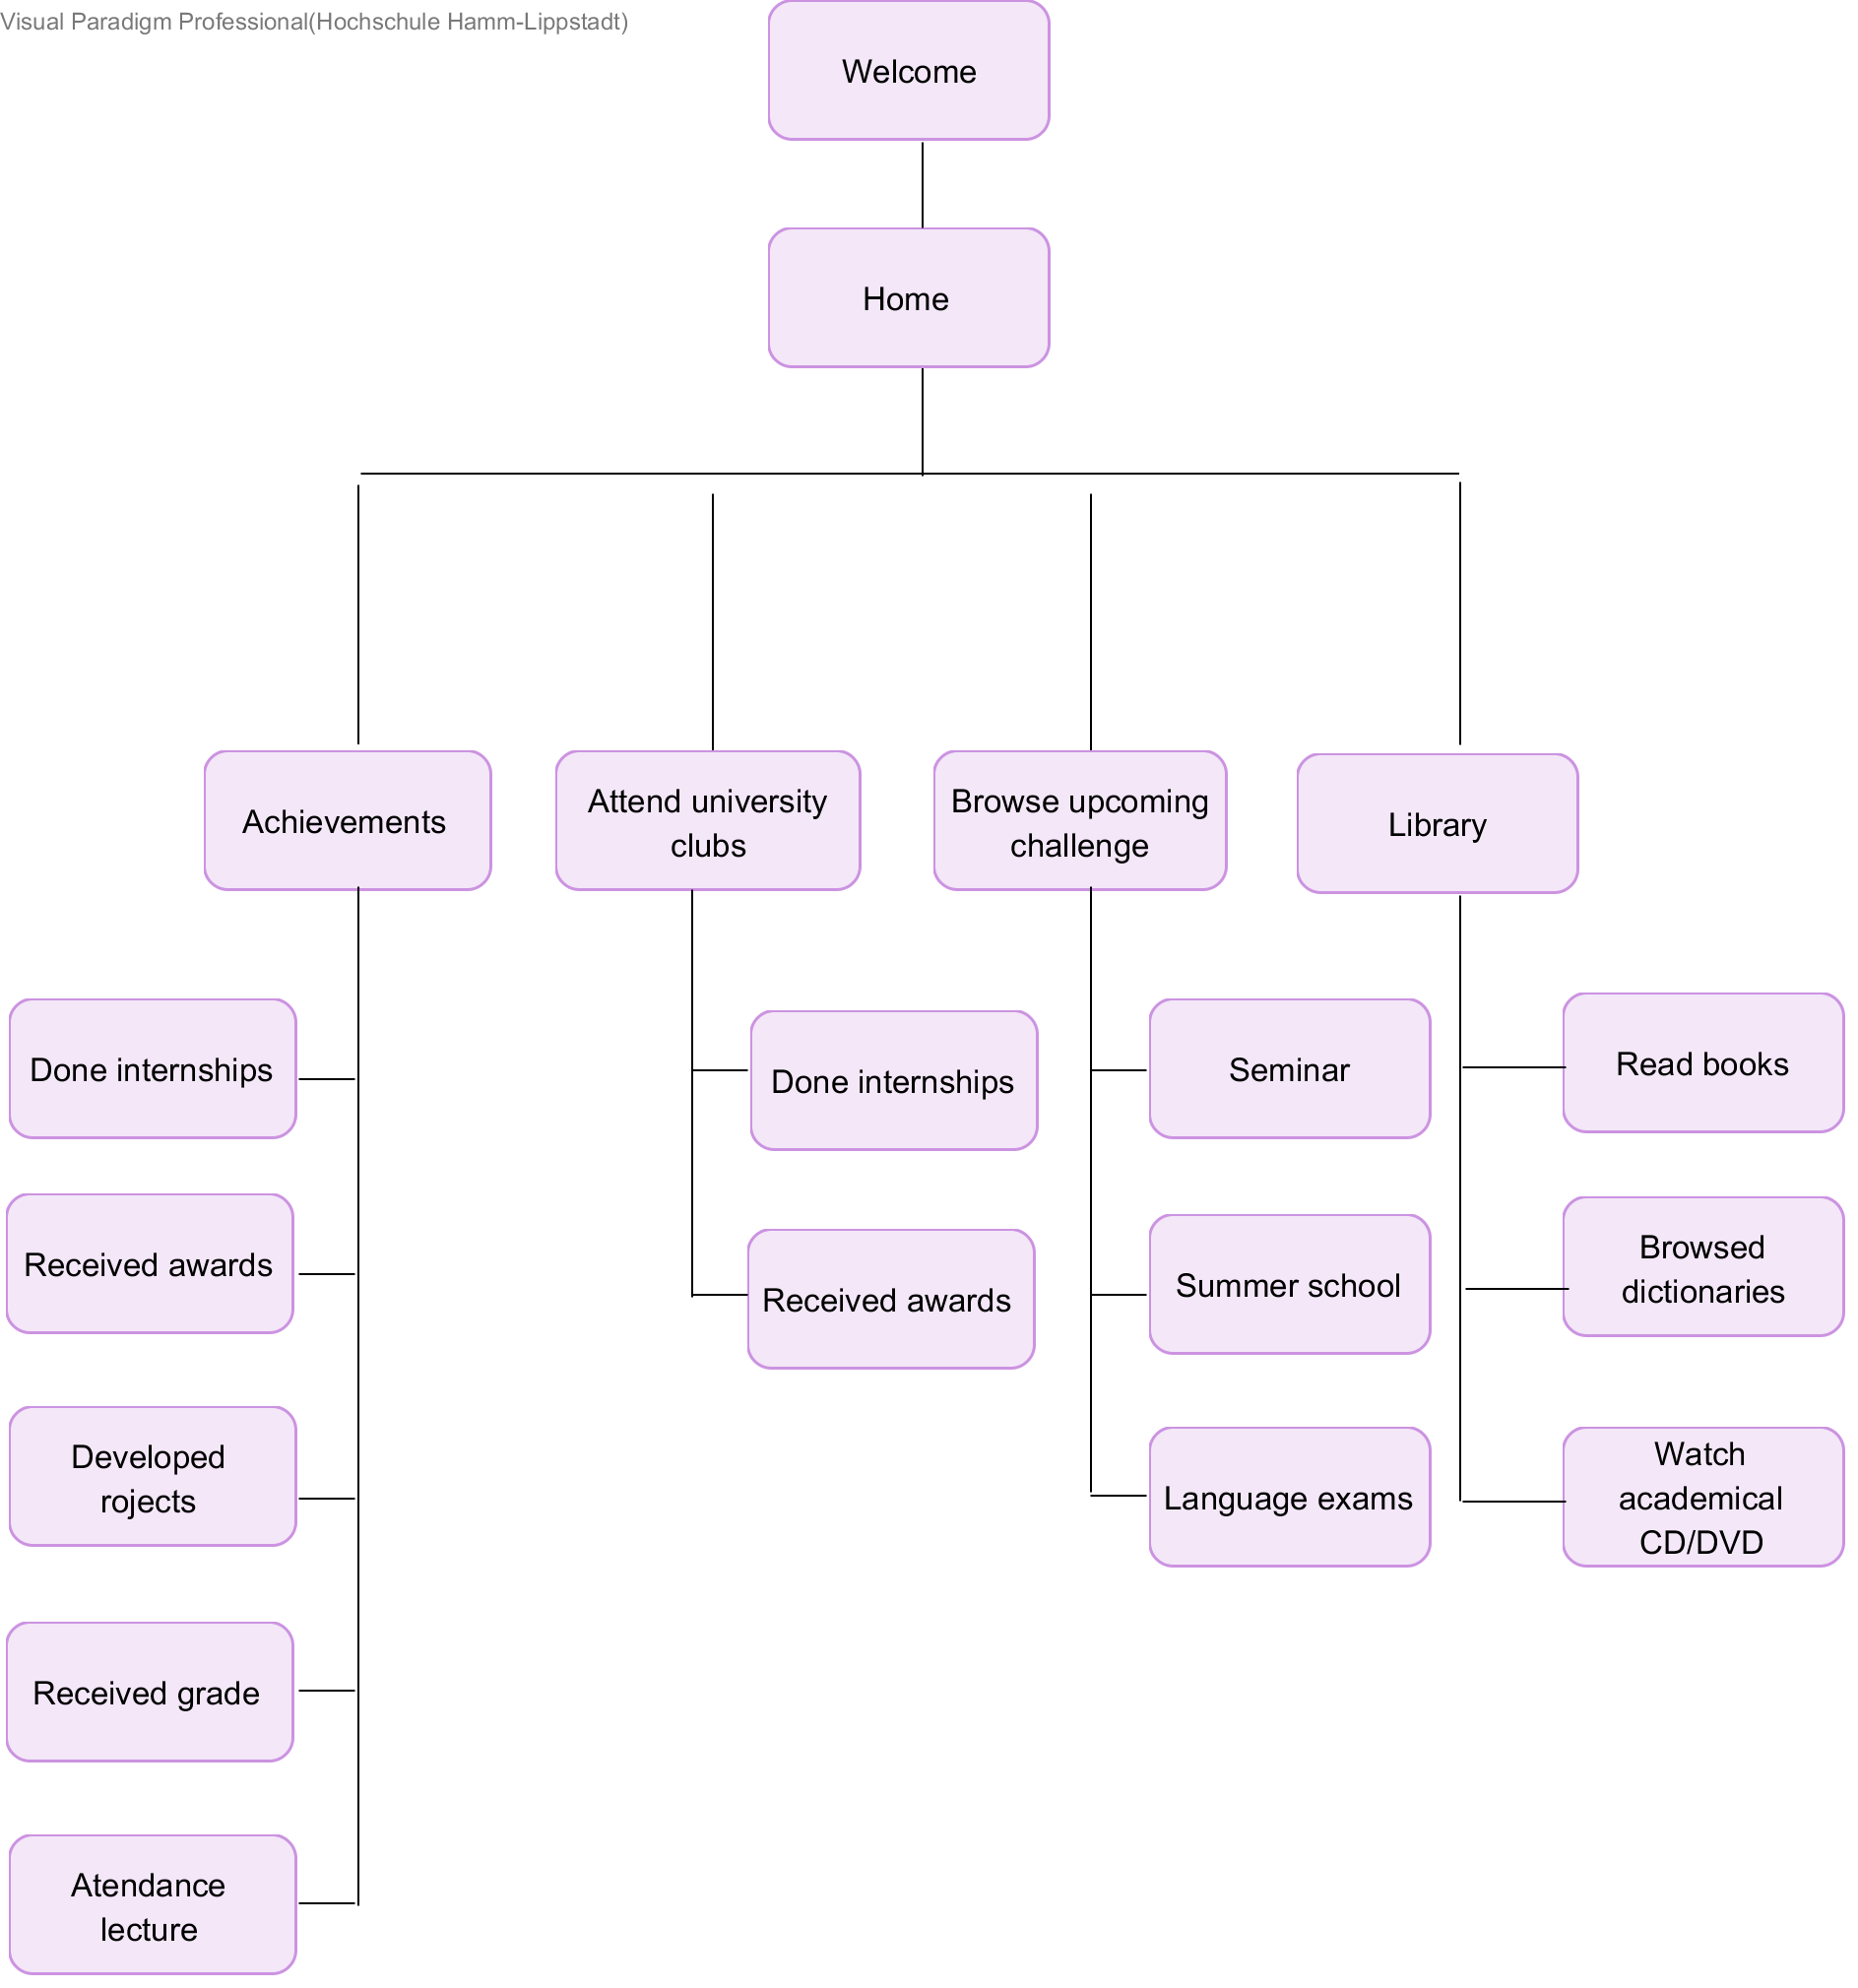 Visual Paradigm Professional(Hochschule Hamm-Lippstadt)
Welcome
Home
Achievements
Attend university
clubs
Browse upcoming
challenge
Library
Done internships
Received awards
Developed
rojects
Received grade
Atendance
lecture
Done internships
Received awards
Seminar
Summer school
Language exams
Read books
Browsed
dictionaries
Watch
academical
CD/DVD